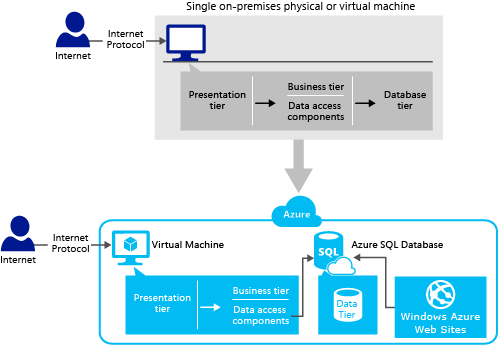 Single on-premises physical or virtual machine
Internet
Protocol
Internet
Presentation
tier
Business tier
Data access
components
Database
tier
Azure
Internet
Protocol
Internet
Virtual Machine
SQL
Azure SQL Database
Presentation
tier
Business tier
Data access
components
Data
Tier
Windows Azure
Web Sites